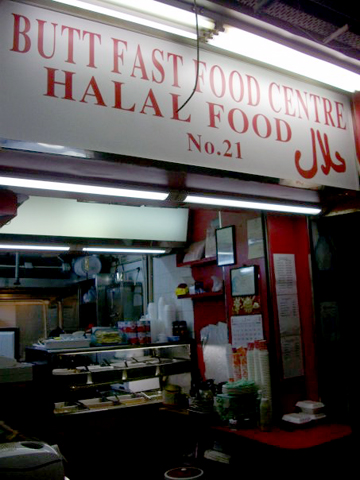 BUTT FAST FOOD CENTRE
HALAL FOOD
No.21
حلال